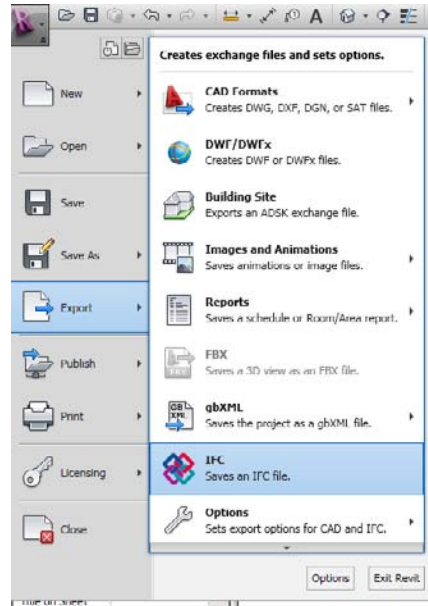 A
Creates exchange files and sets options.
New
Open
Save
Save As
Export
Publish
Print
Licensing
Close
CAD Formats
Creates DWG, DXF, DGN, or SAT files.
DWF/DWFx
Creates DWF or DWFx files.
Building Site
Exports an ADSK exchange file.
Images and Animations
Saves animations or image files.
Reports
Saves a schedule or Room/Area report.
FBX
FBX
Saves a 3D view as an FBX file.
GB
XML
gbXML
Saves the project as a gbXML file.
IFC
Saves an IFC file.
Options
Sets export options for CAD and IFC.
Options
Exit Revit